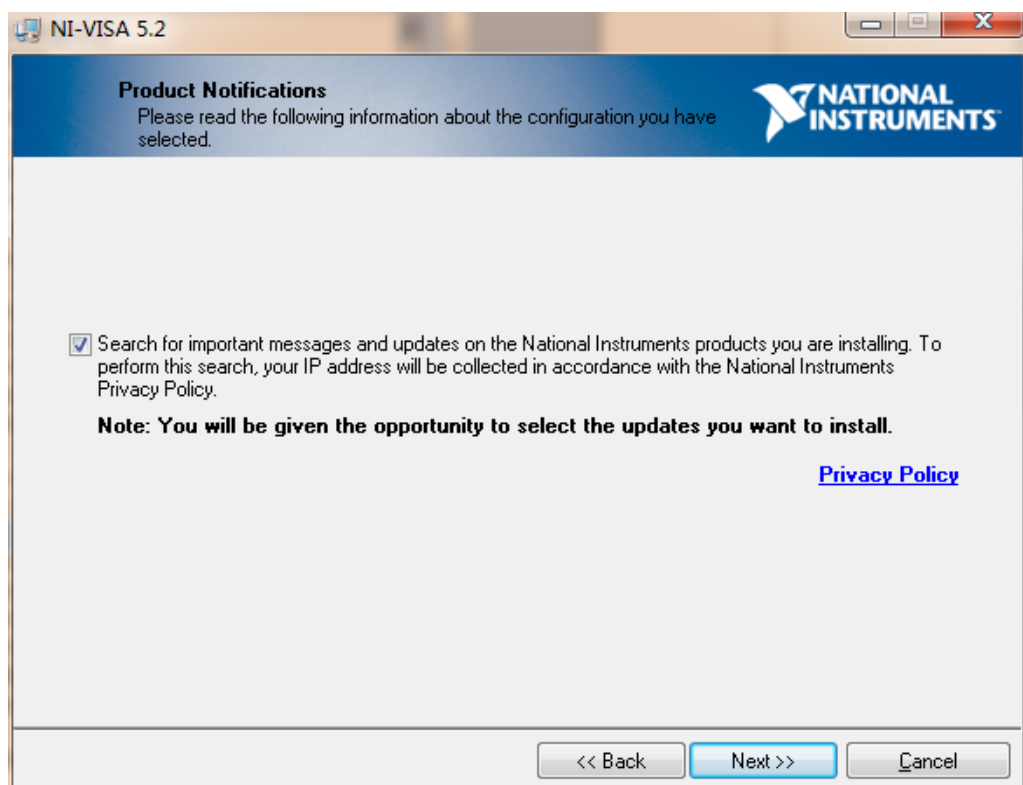 NI-VISA 5.2
Product Notifications
Please read the following information about the configuration you have
selected.
NATIONAL
INSTRUMENTS
Search for important messages and updates on the National Instruments products you are installing. To
perform this search, your IP address will be collected in accordance with the National Instruments
Privacy Policy.
Note: You will be given the opportunity to select the updates you want to install.
Privacy Policy
<< Back
Next >>
Cancel